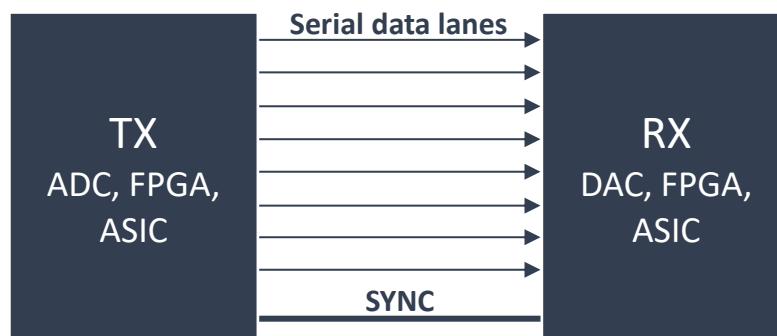 Serial data lanes
TX
ADC, FPGA,
ASIC
RX
DAC, FPGA,
ASIC
SYNC